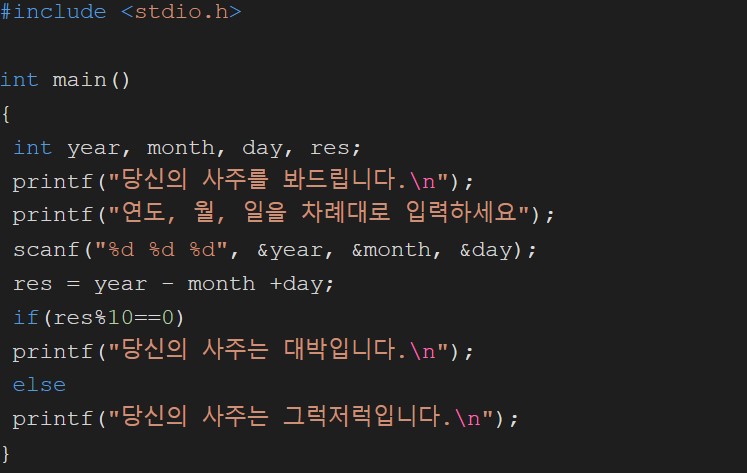 #include <stdio.h>
int main()
{
int year, month, day, res;
printf("당신의 사주를 봐드립니다.\n");
printf("연도, 월, 일을 차례대로 입력하세요");
scanf("%d %d %d", &year, &month, &day);
res = year - month +day;
if(res%10==0)
printf("당신의 사주는 대박입니다.\n");
else
printf("당신의 사주는 그럭저럭입니다.\n");
}